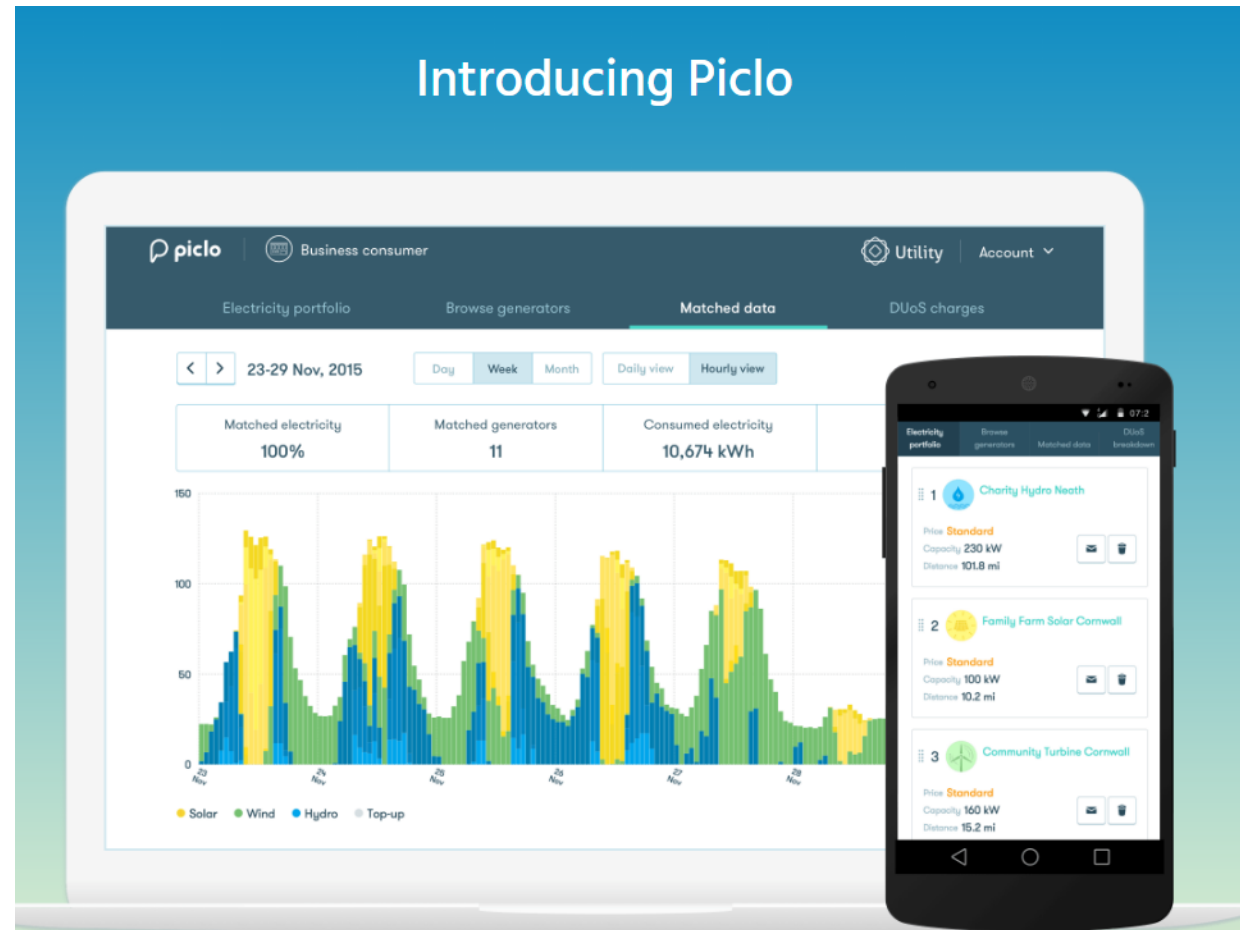 Introducing Piclo
piclo
Business consumer
Utility
Account
Electricity portfolio
Browse generators
Matched data
DUoS charges
23-29 Nov, 2015
Day
Week
Month
Daily view
Hourly view
Matched electricity
100%
Matched generators
11
Consumed electricity
10,674 kWh
150
100
50
0
23
Nov
24
Nov
25
Nov
26
Nov
27
Nov
28
Nov
Solar
Wind
Hydro
Top-up
07:2
Electricity
portfolio
Browse
generators
Matched data
DUoS
breakdown
1
Charity Hydro Neath
Price Standard
Capacity 230 kW
Distance 101.8 mi
2
Family Farm Solar Cornwall
Price Standard
Capacity 100 kW
Distance 10.2 mi
3
Community Turbine Cornwall
Price Standard
Capacity 160 kW
Distance 15.2 mi